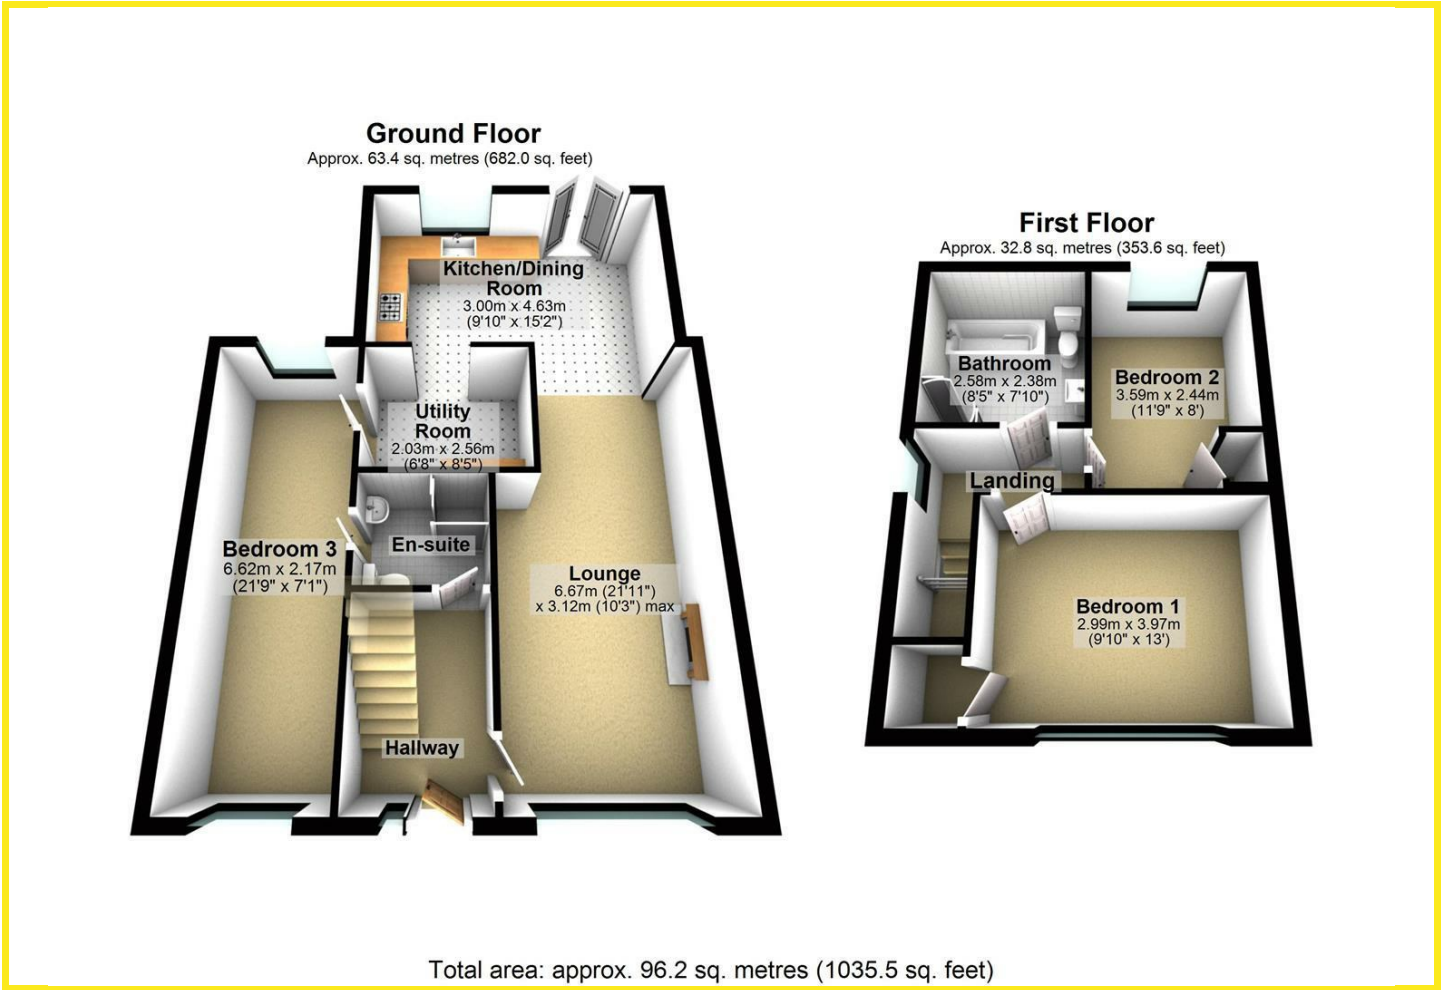 Ground Floor
Approx. 63.4 sq. metres (682.0 sq. feet)
Kitchen/Dining
Room
3.00m x 4.63m
(9'10" x 15'2")
Utility
Room
2.03m x 2.56m
(6'8" x 8'5")
En-suite
Bedroom 3
6.62m x 2.17m
(21'9" x 7'1")
Lounge
6.67m (21'11")
x 3.12m (10'3") max
Hallway
First Floor
Approx. 32.8 sq. metres (353.6 sq. feet)
Bathroom
2.58m x 2.38m
(8'5" x 7'10")
Bedroom 2
3.59m x 2.44m
(11'9" x 8')
Landing
Bedroom 1
2.99m x 3.97m
(9'10" x 13')
Total area: approx. 96.2 sq. metres (1035.5 sq. feet)